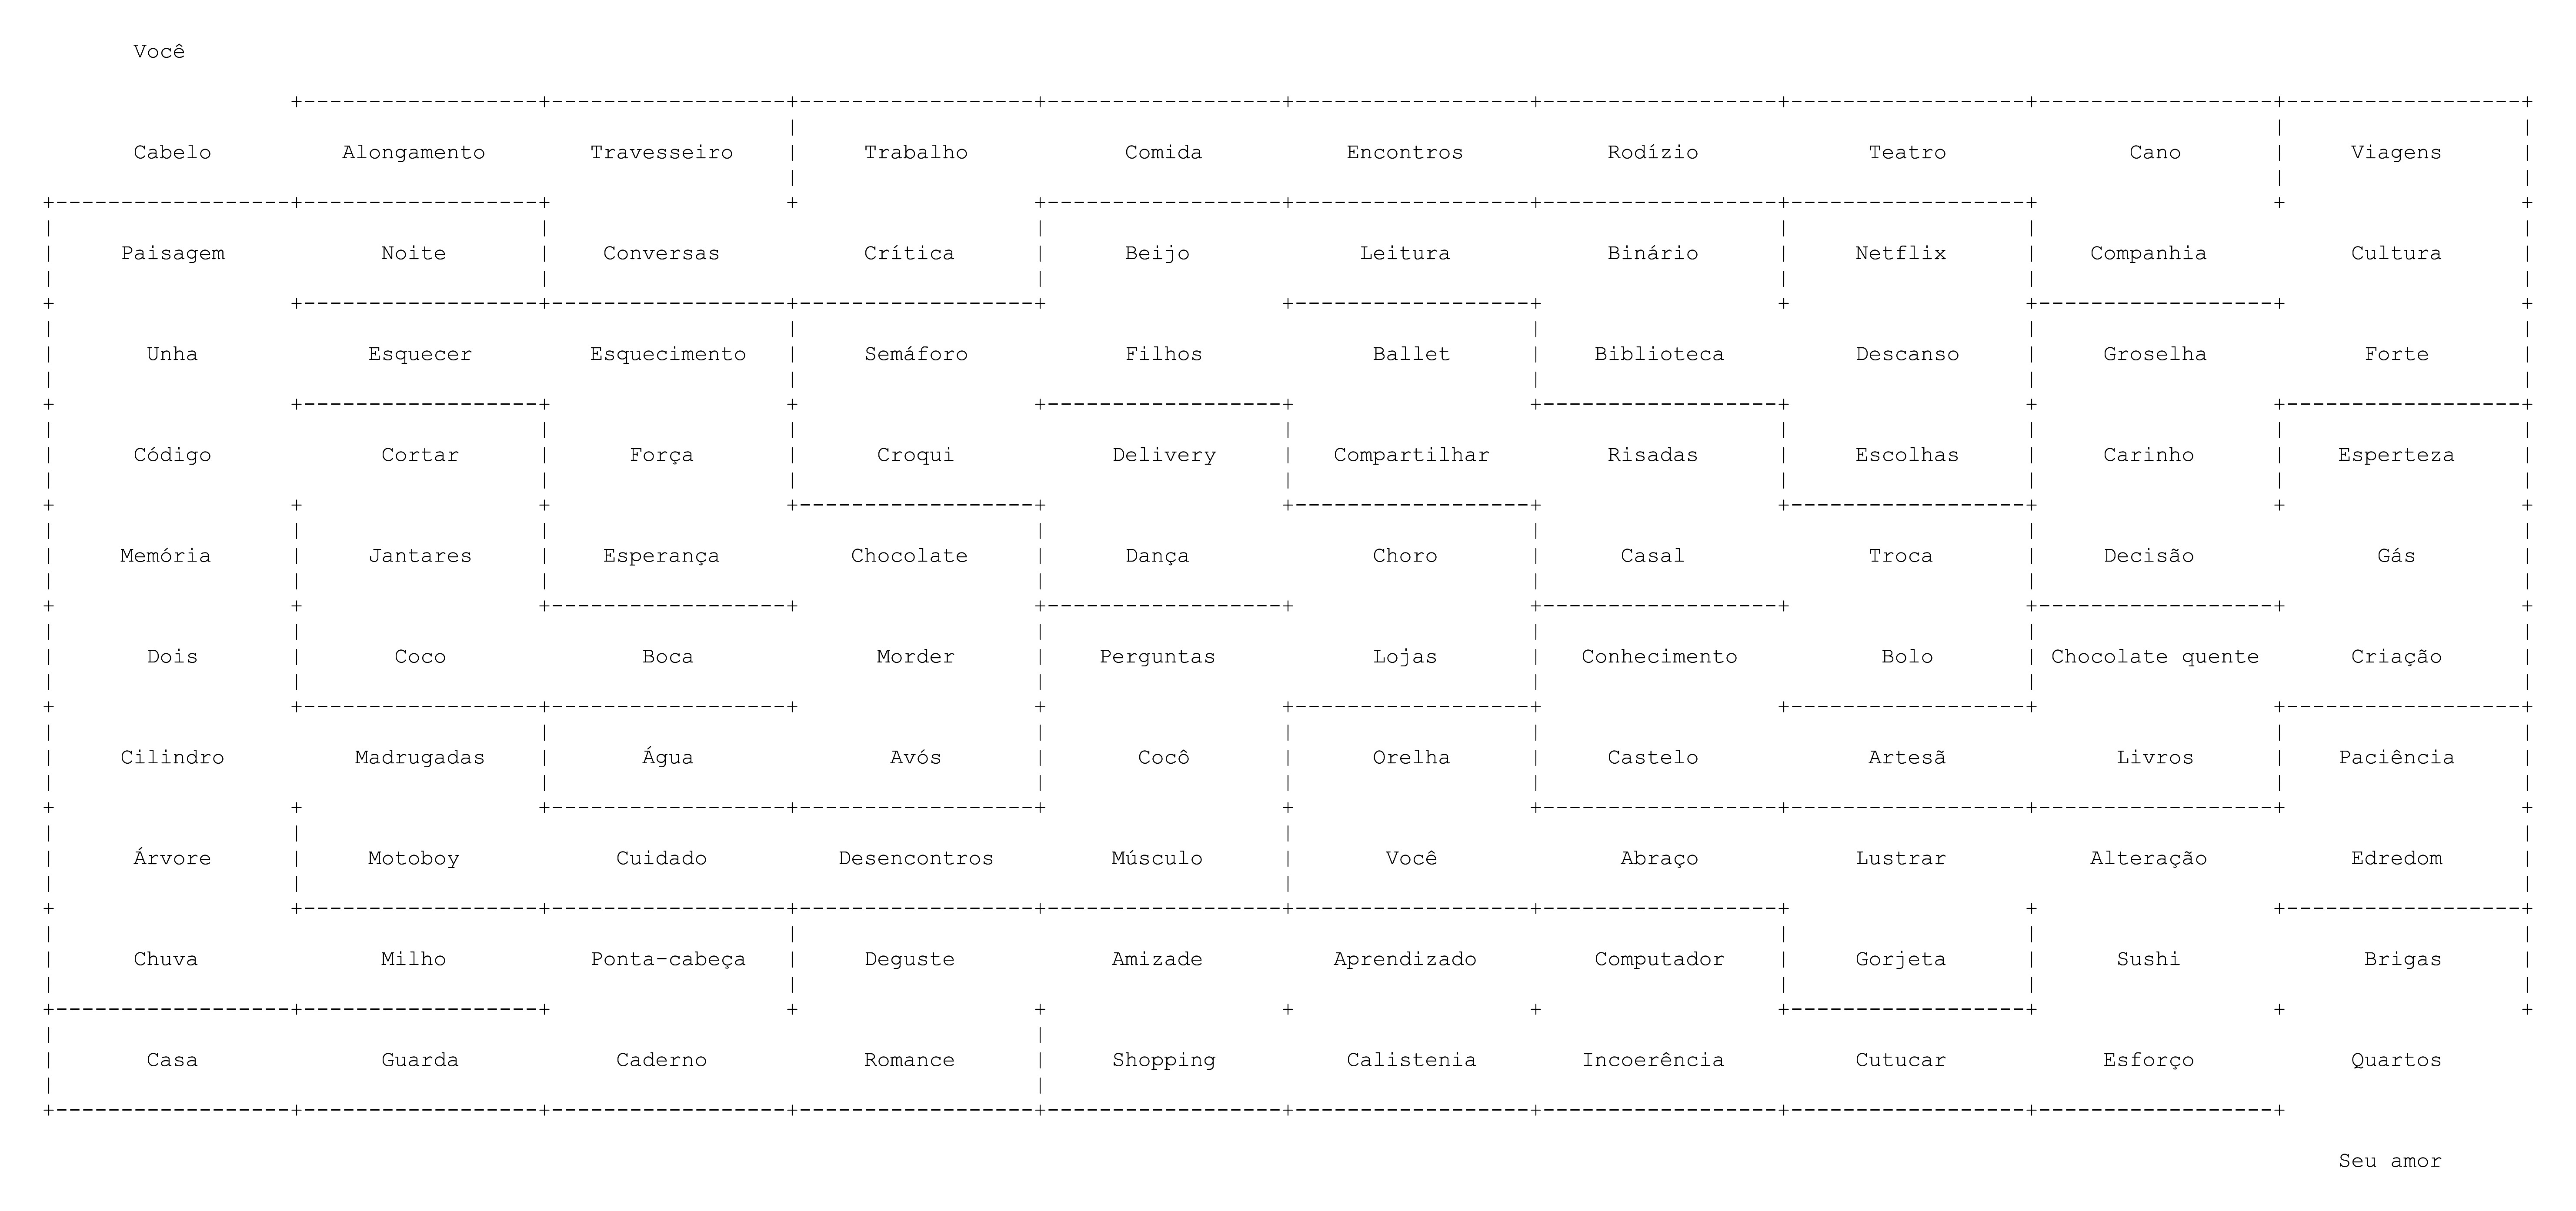 Você
Cabelo Alongamento Travesseiro Trabalho Comida Encontros Rodízio Teatro Cano Viagens
Paisagem Noite Conversas Crítica Beijo Leitura Binário Netflix Companhia Cultura
Unha Esquecer Esquecimento Semáforo Filhos Ballet Biblioteca Descanso Groselha Forte
Código Cortar Força Croqui Delivery Compartilhar Risadas Escolhas Carinho Esperteza
Memória Jantares Esperança Chocolate Dança Choro Casal Troca Decisão Gás
Dois Coco Boca Morder Perguntas Lojas Conhecimento Bolo Chocolate quente Criação
Cilindro Madrugadas Água Avós Cocô Orelha Castelo Artesã Livros Paciência
Árvore Motoboy Cuidado Desencontros Músculo Você Abraço Lustrar Alteração Edredom
Chuva Milho Ponta-cabeça Deguste Amizade Aprendizado Computador Gorjeta Sushi Brigas
Casa Guarda Caderno Romance Shopping Calistenia Incoerência Cutucar Esforço Quartos
Seu amor